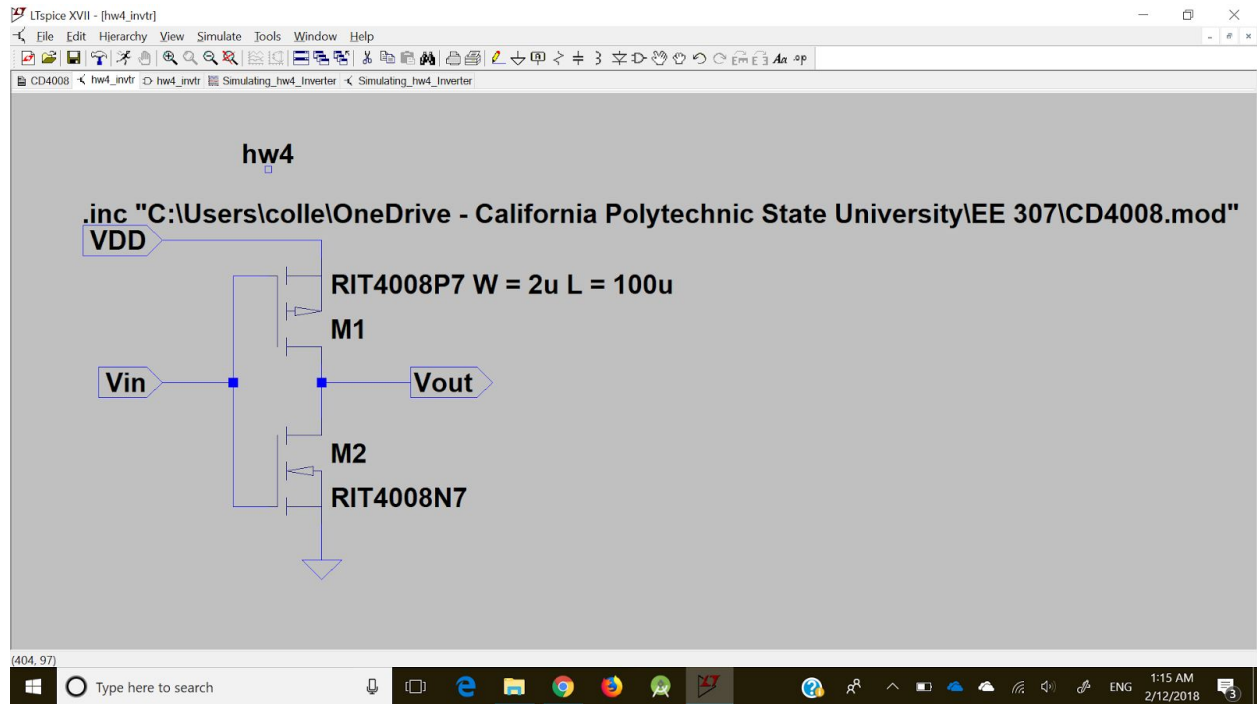 LTspice XVII - [hw4_invtr]
File Edit Hierarchy View Simulate Tools Window Help
CD4008 hw4_invtr hw4_invtr Simulating_hw4_Inverter Simulating_hw4_Inverter
hw4
.inc "C:\Users\colle\OneDrive - California Polytechnic State University\EE 307\CD4008.mod"
VDD
RIT4008P7 W = 2u L = 100u
M1
Vin
Vout
M2
RIT4008N7
(404, 97)
Type here to search
ENG
1:15 AM
2/12/2018
3